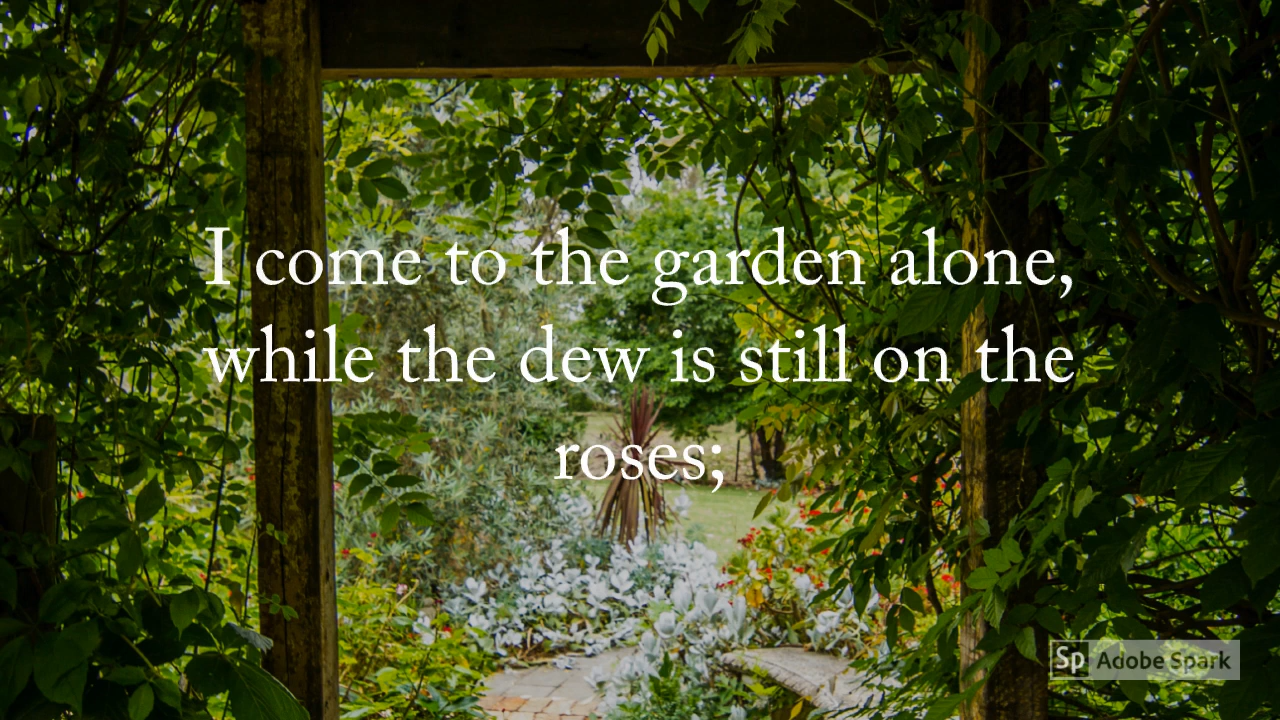 I come to the garden alone,
while the dew is still on the
roses;
Sp Adobe Spark